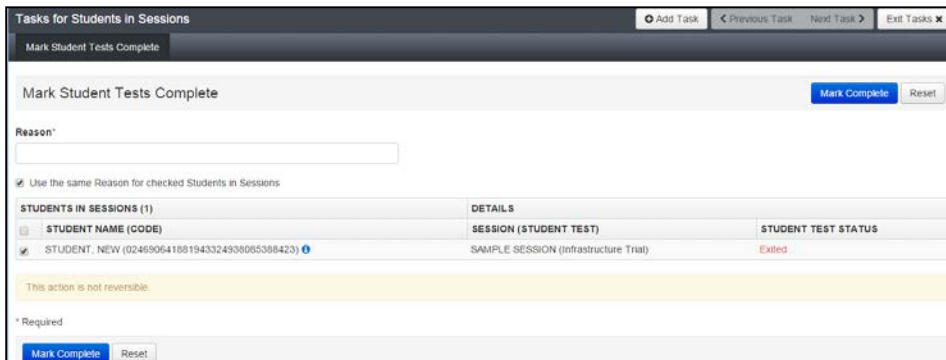 Tasks for Students in Sessions
Add Task
Previous Task
Next Task
Exit Tasks
Mark Student Tests Complete
Mark Student Tests Complete
Mark Complete
Reset
Reason*
Use the same Reason for checked Students in Sessions
STUDENTS IN SESSIONS (1) DETAILS
STUDENT NAME (CODE) SESSION (STUDENT TEST) STUDENT TEST STATUS
STUDENT, NEW SAMPLE SESSION (Infrastructure Trial) Exited
This action is not reversible.
* Required
Mark Complete
Reset